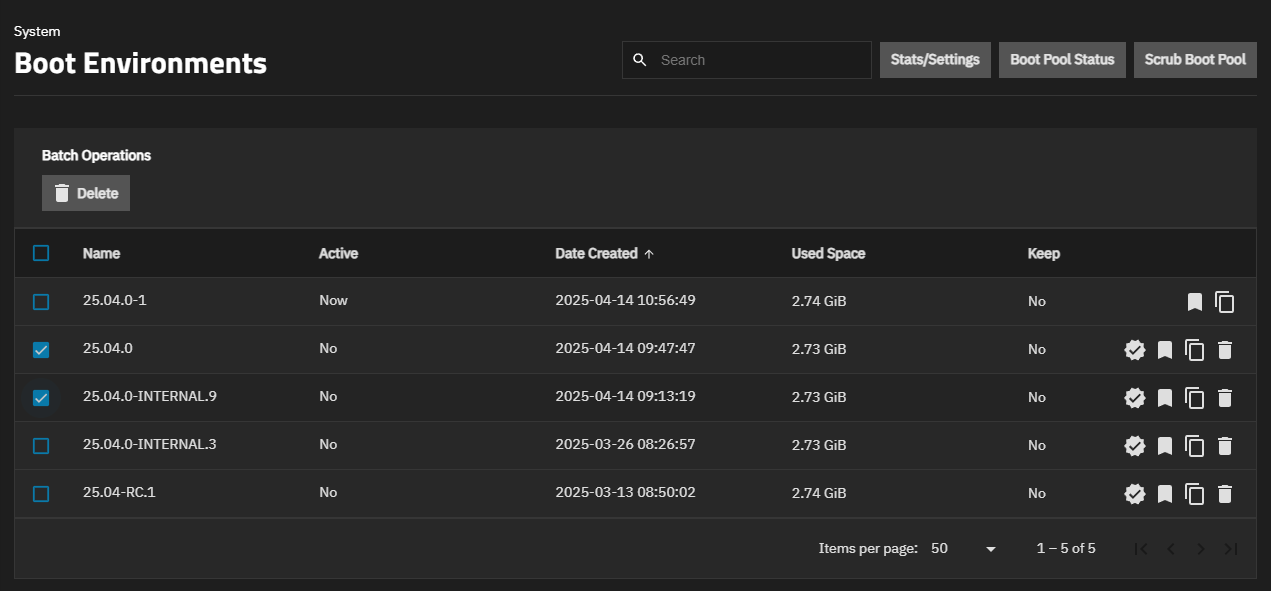 System
Boot Environments
Search
Stats/Settings
Boot Pool Status
Scrub Boot Pool
Batch Operations
Delete
Name Active Date Created Used Space Keep
25.04.0-1 Now 2025-04-14 10:56:49 2.74 GiB No
25.04.0 No 2025-04-14 09:47:47 2.73 GiB No
25.04.0-INTERNAL.9 No 2025-04-14 09:13:19 2.73 GiB No
25.04.0-INTERNAL.3 No 2025-03-26 08:26:57 2.73 GiB No
25.04-RC.1 No 2025-03-13 08:50:02 2.74 GiB No
Items per page: 50 1 – 5 of 5